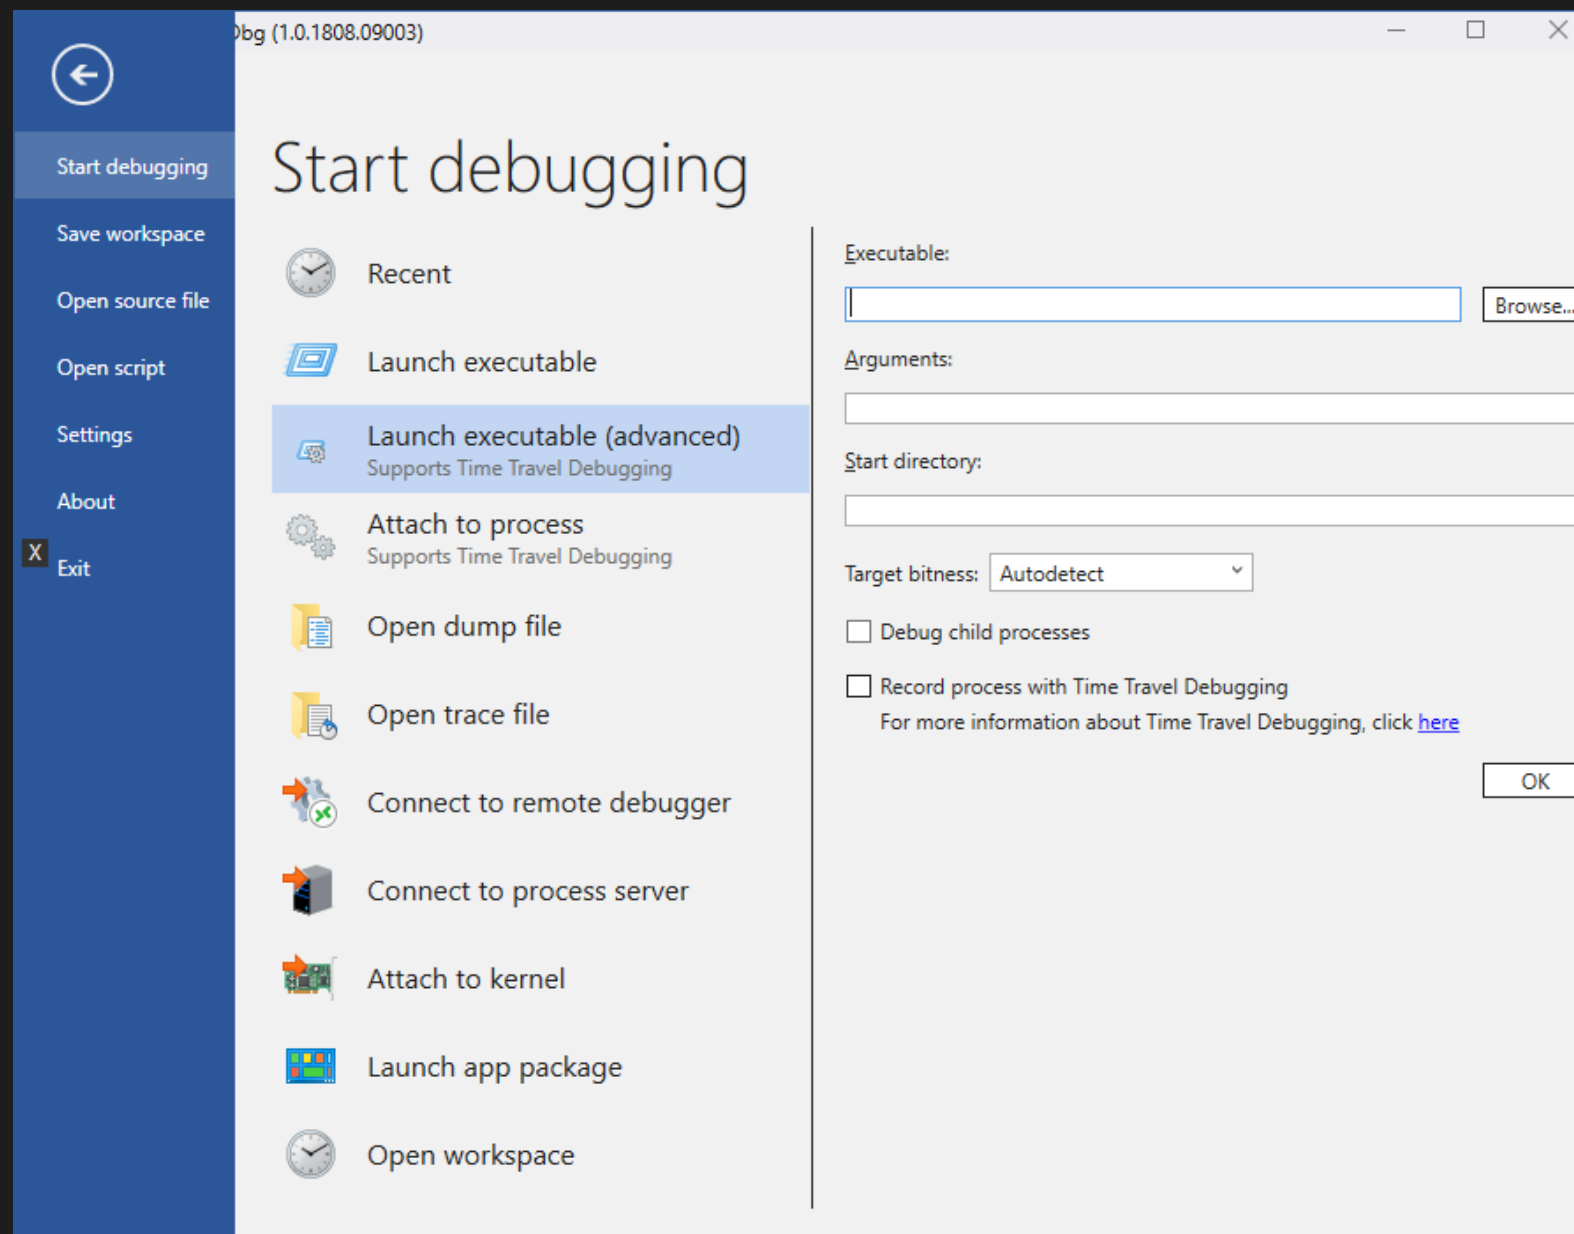 Dbg (1.0.1808.09003)
Start debugging
Save workspace
Open source file
Open script
Settings
About
X
Exit
Start debugging
Recent
Launch executable
Launch executable (advanced)
Supports Time Travel Debugging
Attach to process
Supports Time Travel Debugging
Open dump file
Open trace file
Connect to remote debugger
Connect to process server
Attach to kernel
Launch app package
Open workspace
Executable:
Browse...
Arguments:
Start directory:
Target bitness: Autodetect
Debug child processes
Record process with Time Travel Debugging
For more information about Time Travel Debugging, click here
OK